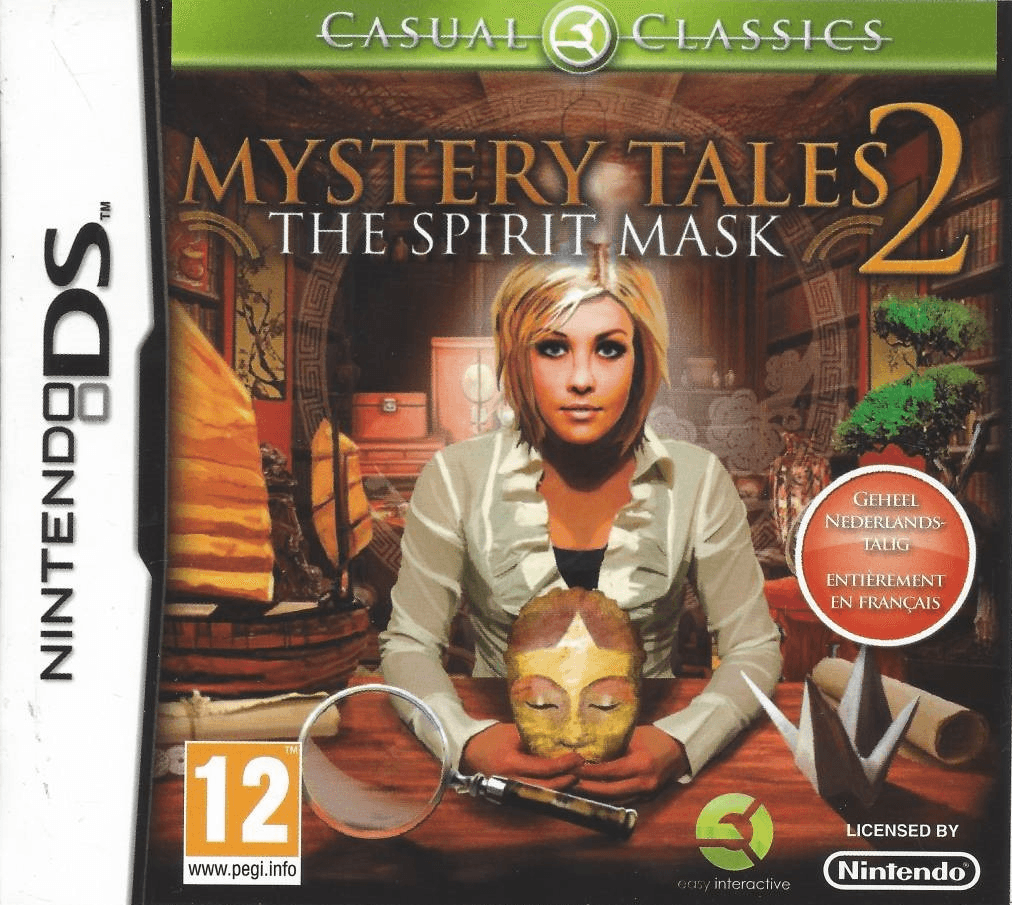 CASUAL CLASSICS
MYSTERY TALES 2
THE SPIRIT MASK
NINTENDO DS™
GEHEEL
NEDERLANDS-
TALIG
ENTIÈREMENT
EN FRANÇAIS
12
™
www.pegi.info
easy interactive
LICENSED BY
Nintendo®